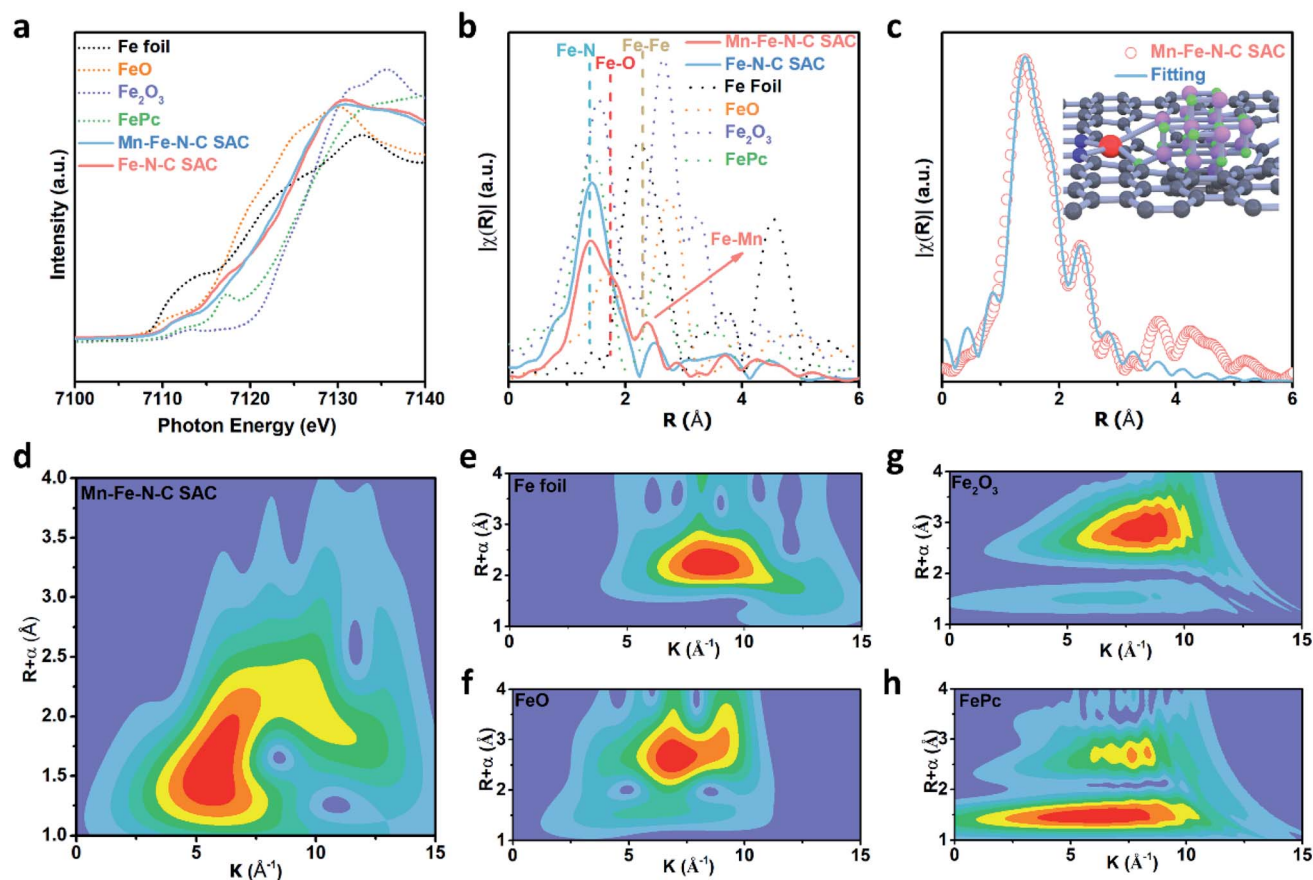 a
Fe foil
FeO
Fe₂O₃
FePc
Mn-Fe-N-C SAC
Fe-N-C SAC
Intensity (a.u.)
7100 7110 7120 7130 7140
Photon Energy (eV)
b
Fe-N
Fe-O
Fe-Fe
Mn-Fe-N-C SAC
Fe-N-C SAC
Fe Foil
FeO
Fe₂O₃
FePc
Fe-Mn
|χ(R)| (a.u.)
0 2 4 6
R (Å)
c
Mn-Fe-N-C SAC
Fitting
|χ(R)| (a.u.)
0 1 2 3 4 5 6
R (Å)
d
Mn-Fe-N-C SAC
R+α (Å)
4.0
3.5
3.0
2.5
2.0
1.5
1.0
0 5 10 15
K (Å⁻¹)
e
Fe foil
R+α (Å)
4
3
2
1
0 5 10 15
K (Å⁻¹)
f
FeO
R+α (Å)
4
3
2
1
0 5 10 15
K (Å⁻¹)
g
Fe₂O₃
R+α (Å)
4
3
2
1
0 5 10 15
K (Å⁻¹)
h
FePc
R+α (Å)
4
3
2
1
0 5 10 15
K (Å⁻¹)